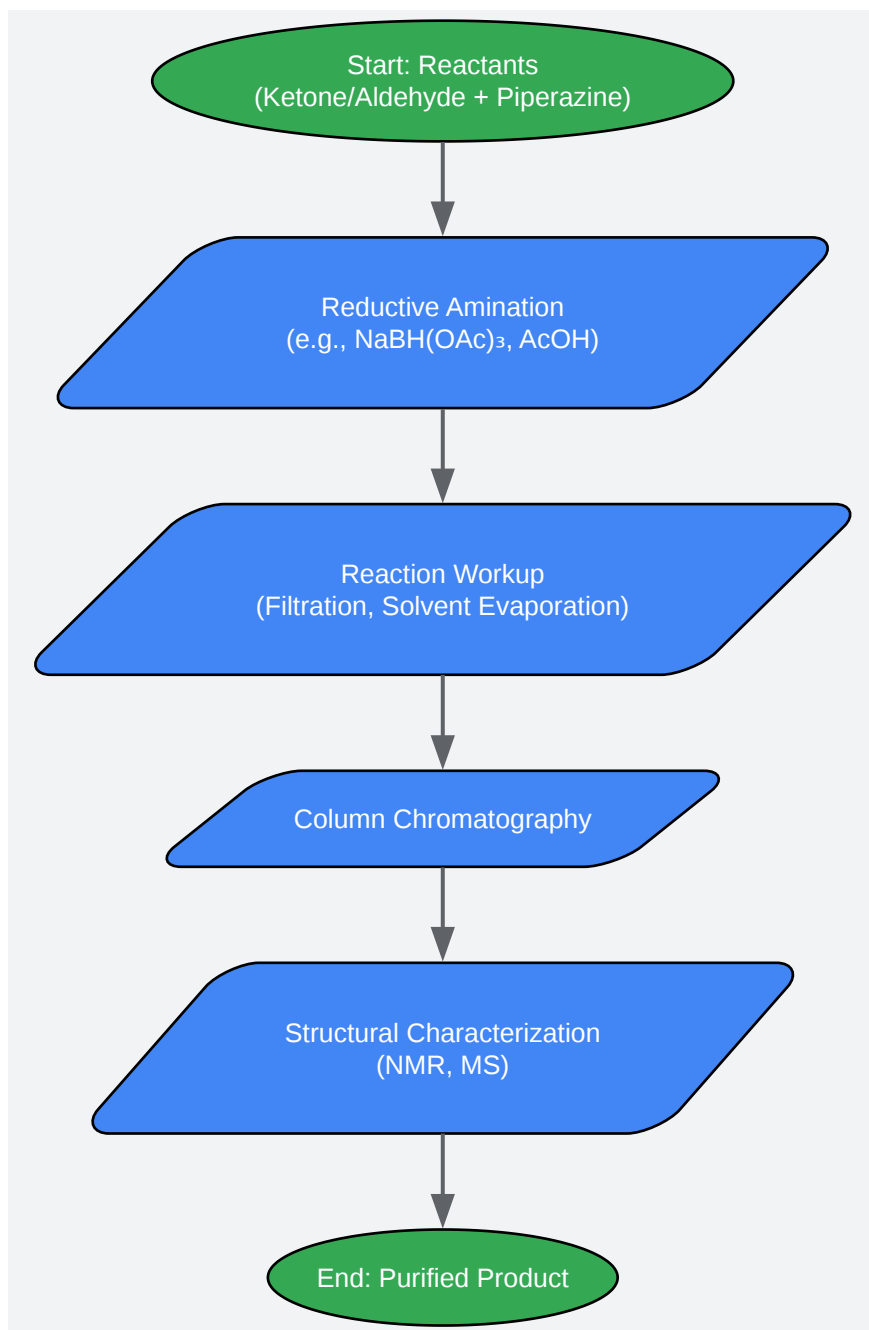 Start: Reactants
(Ketone/Aldehyde + Piperazine)
Reductive Amination
(e.g., NaBH(OAc)₃, AcOH)
Reaction Workup
(Filtration, Solvent Evaporation)
Column Chromatography
Structural Characterization
(NMR, MS)
End: Purified Product